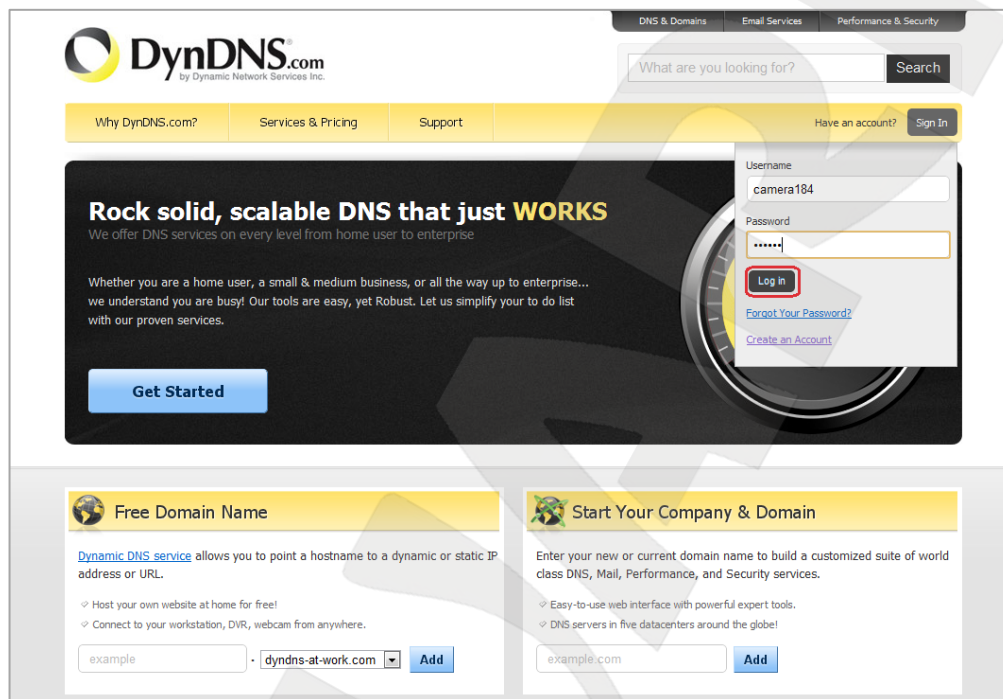 DNS & Domains Email Services Performance & Security
DynDNS.com
by Dynamic Network Services Inc.
What are you looking for? Search
Why DynDNS.com? Services & Pricing Support Have an account? Sign In
Username
camera184
Password
••••••
Log in
Forgot Your Password?
Create an Account
Rock solid, scalable DNS that just WORKS
We offer DNS services on every level from home user to enterprise
Whether you are a home user, a small & medium business, or all the way up to enterprise...
we understand you are busy! Our tools are easy, yet Robust. Let us simplify your to do list
with our proven services.
Get Started
Free Domain Name
Dynamic DNS service allows you to point a hostname to a dynamic or static IP
address or URL.
Host your own website at home for free!
Connect to your workstation, DVR, webcam from anywhere.
example . dyndns-at-work.com Add
Start Your Company & Domain
Enter your new or current domain name to build a customized suite of world
class DNS, Mail, Performance, and Security services.
Easy-to-use web interface with powerful expert tools.
DNS servers in five datacenters around the globe!
example.com Add